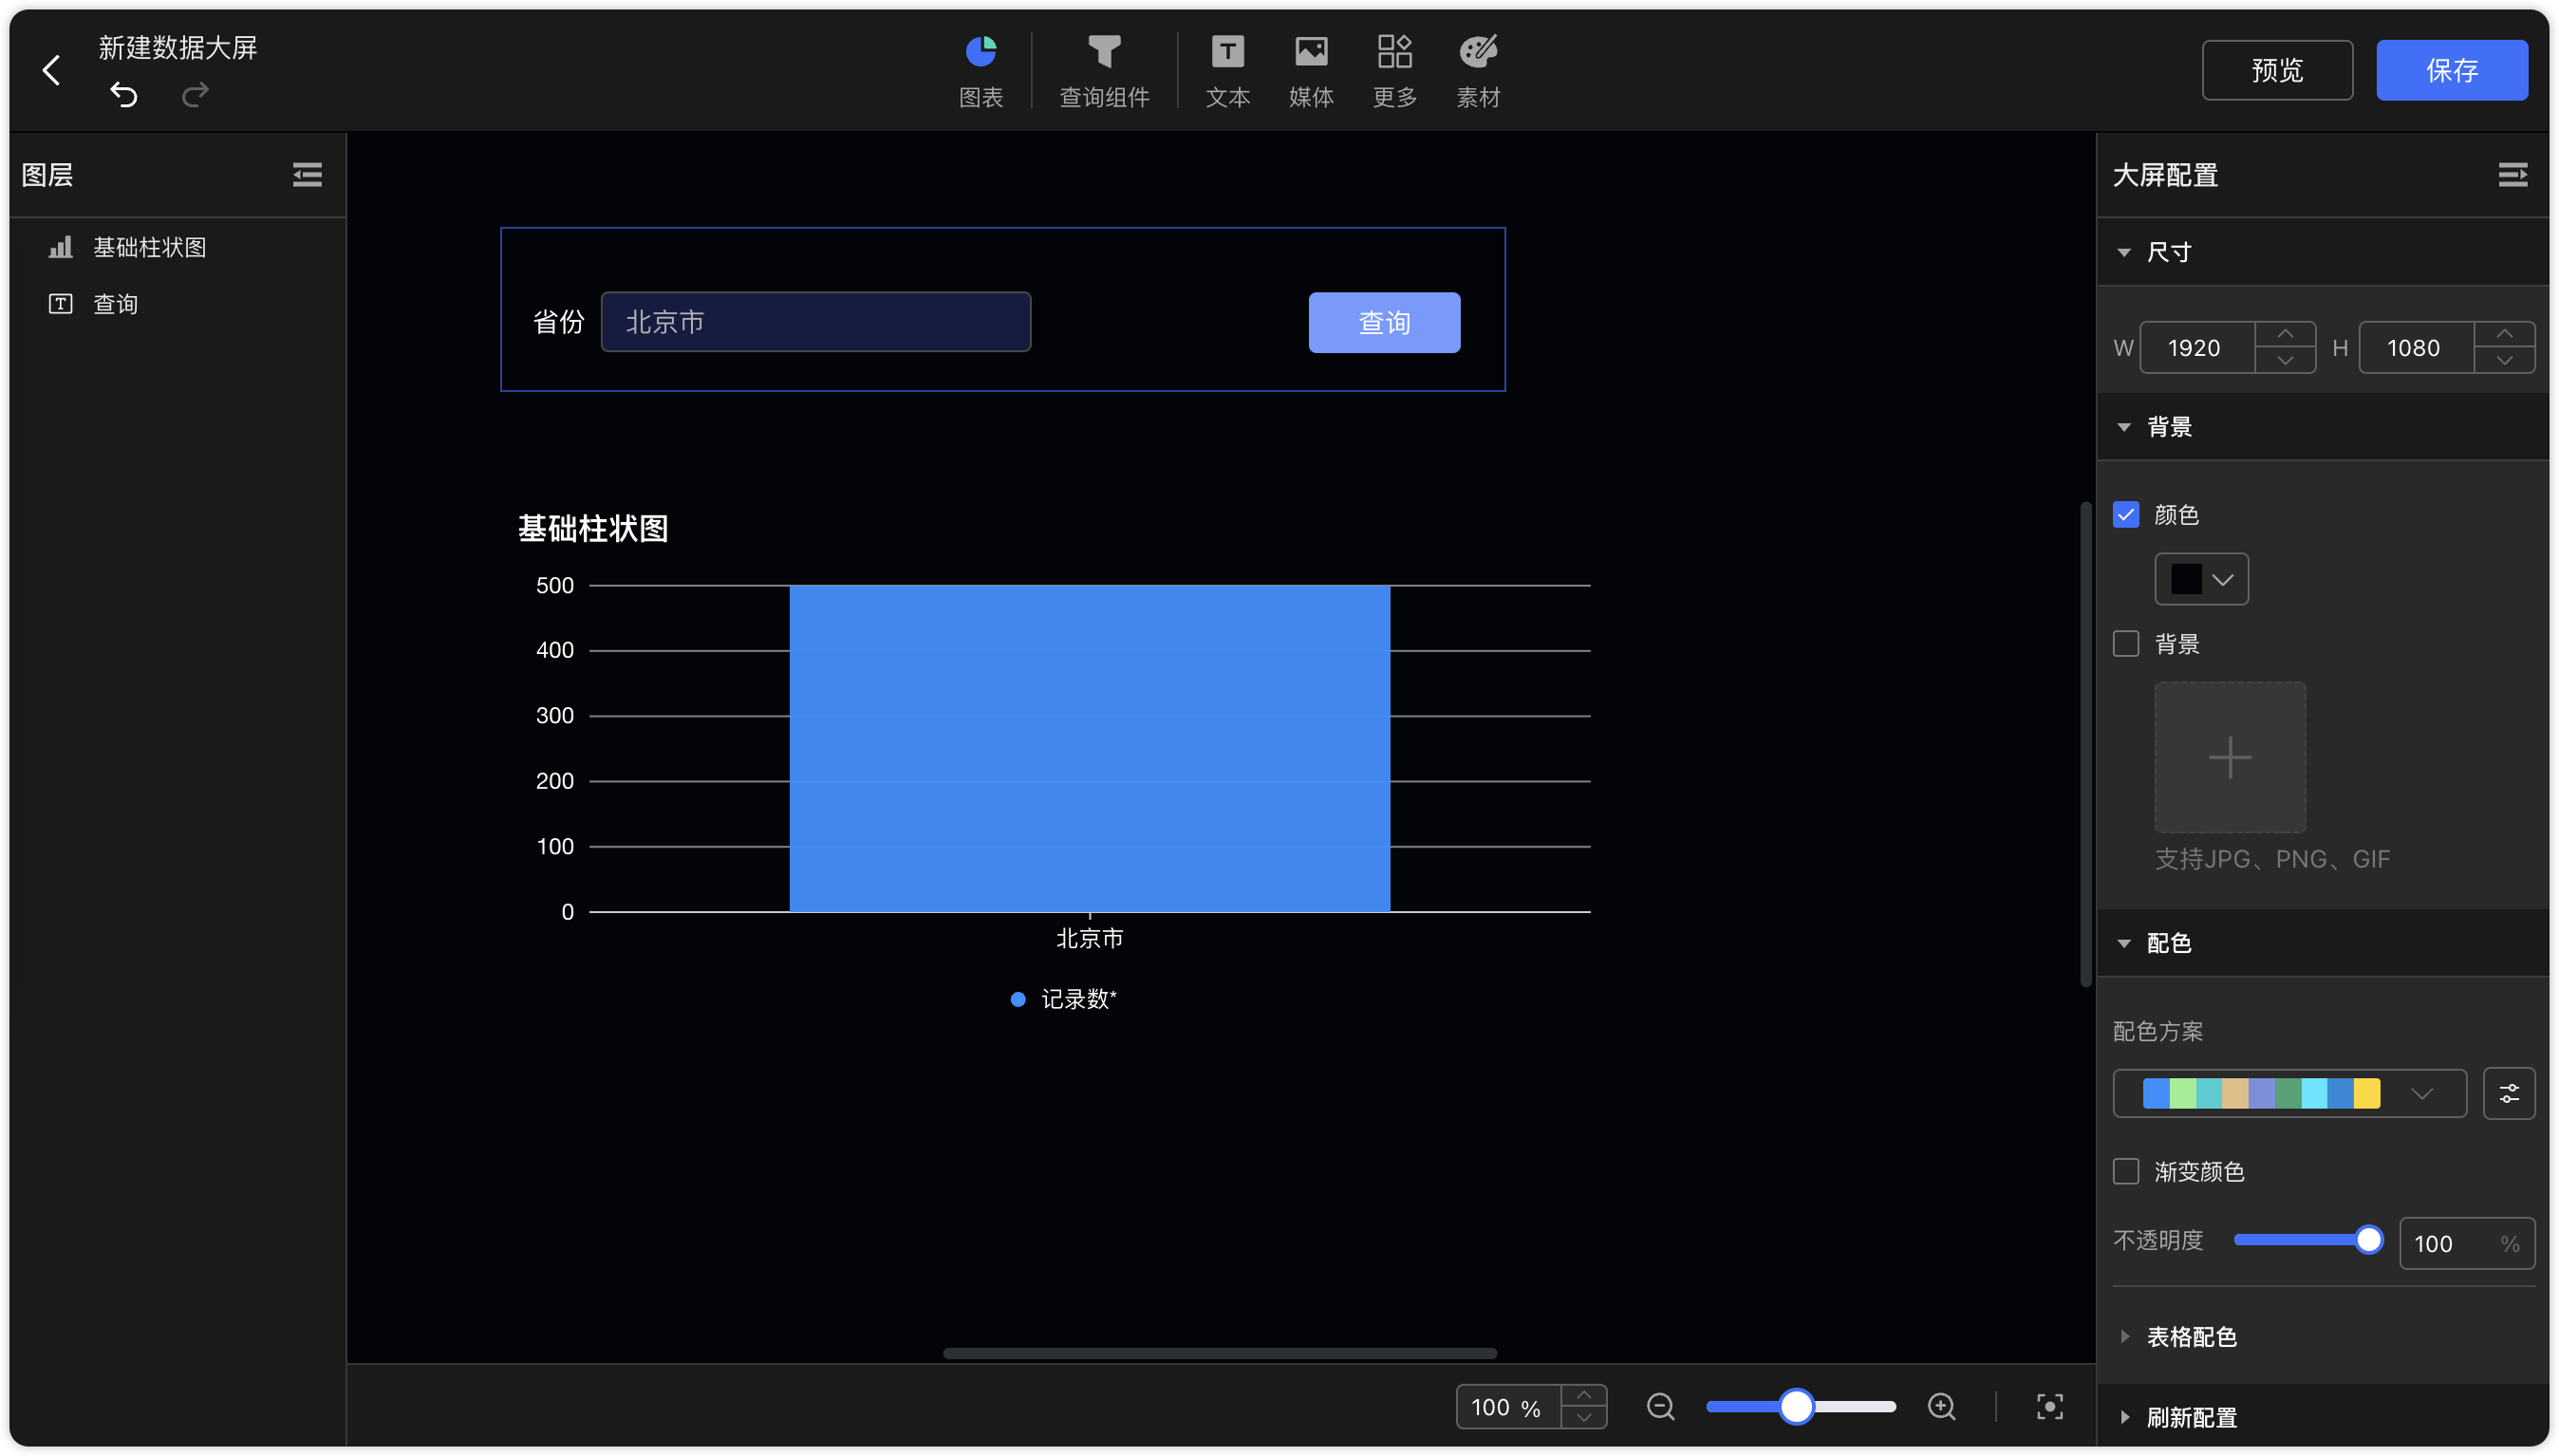 新建数据大屏
图表
查询组件
文本
媒体
更多
素材
预览
保存
图层
基础柱状图
查询
省份
北京市
查询
基础柱状图
500
400
300
200
100
0
北京市
记录数*
100 %
大屏配置
尺寸
W 1920 H 1080
背景
颜色
背景
支持JPG、PNG、GIF
配色
配色方案
渐变颜色
不透明度 100 %
表格配色
刷新配置